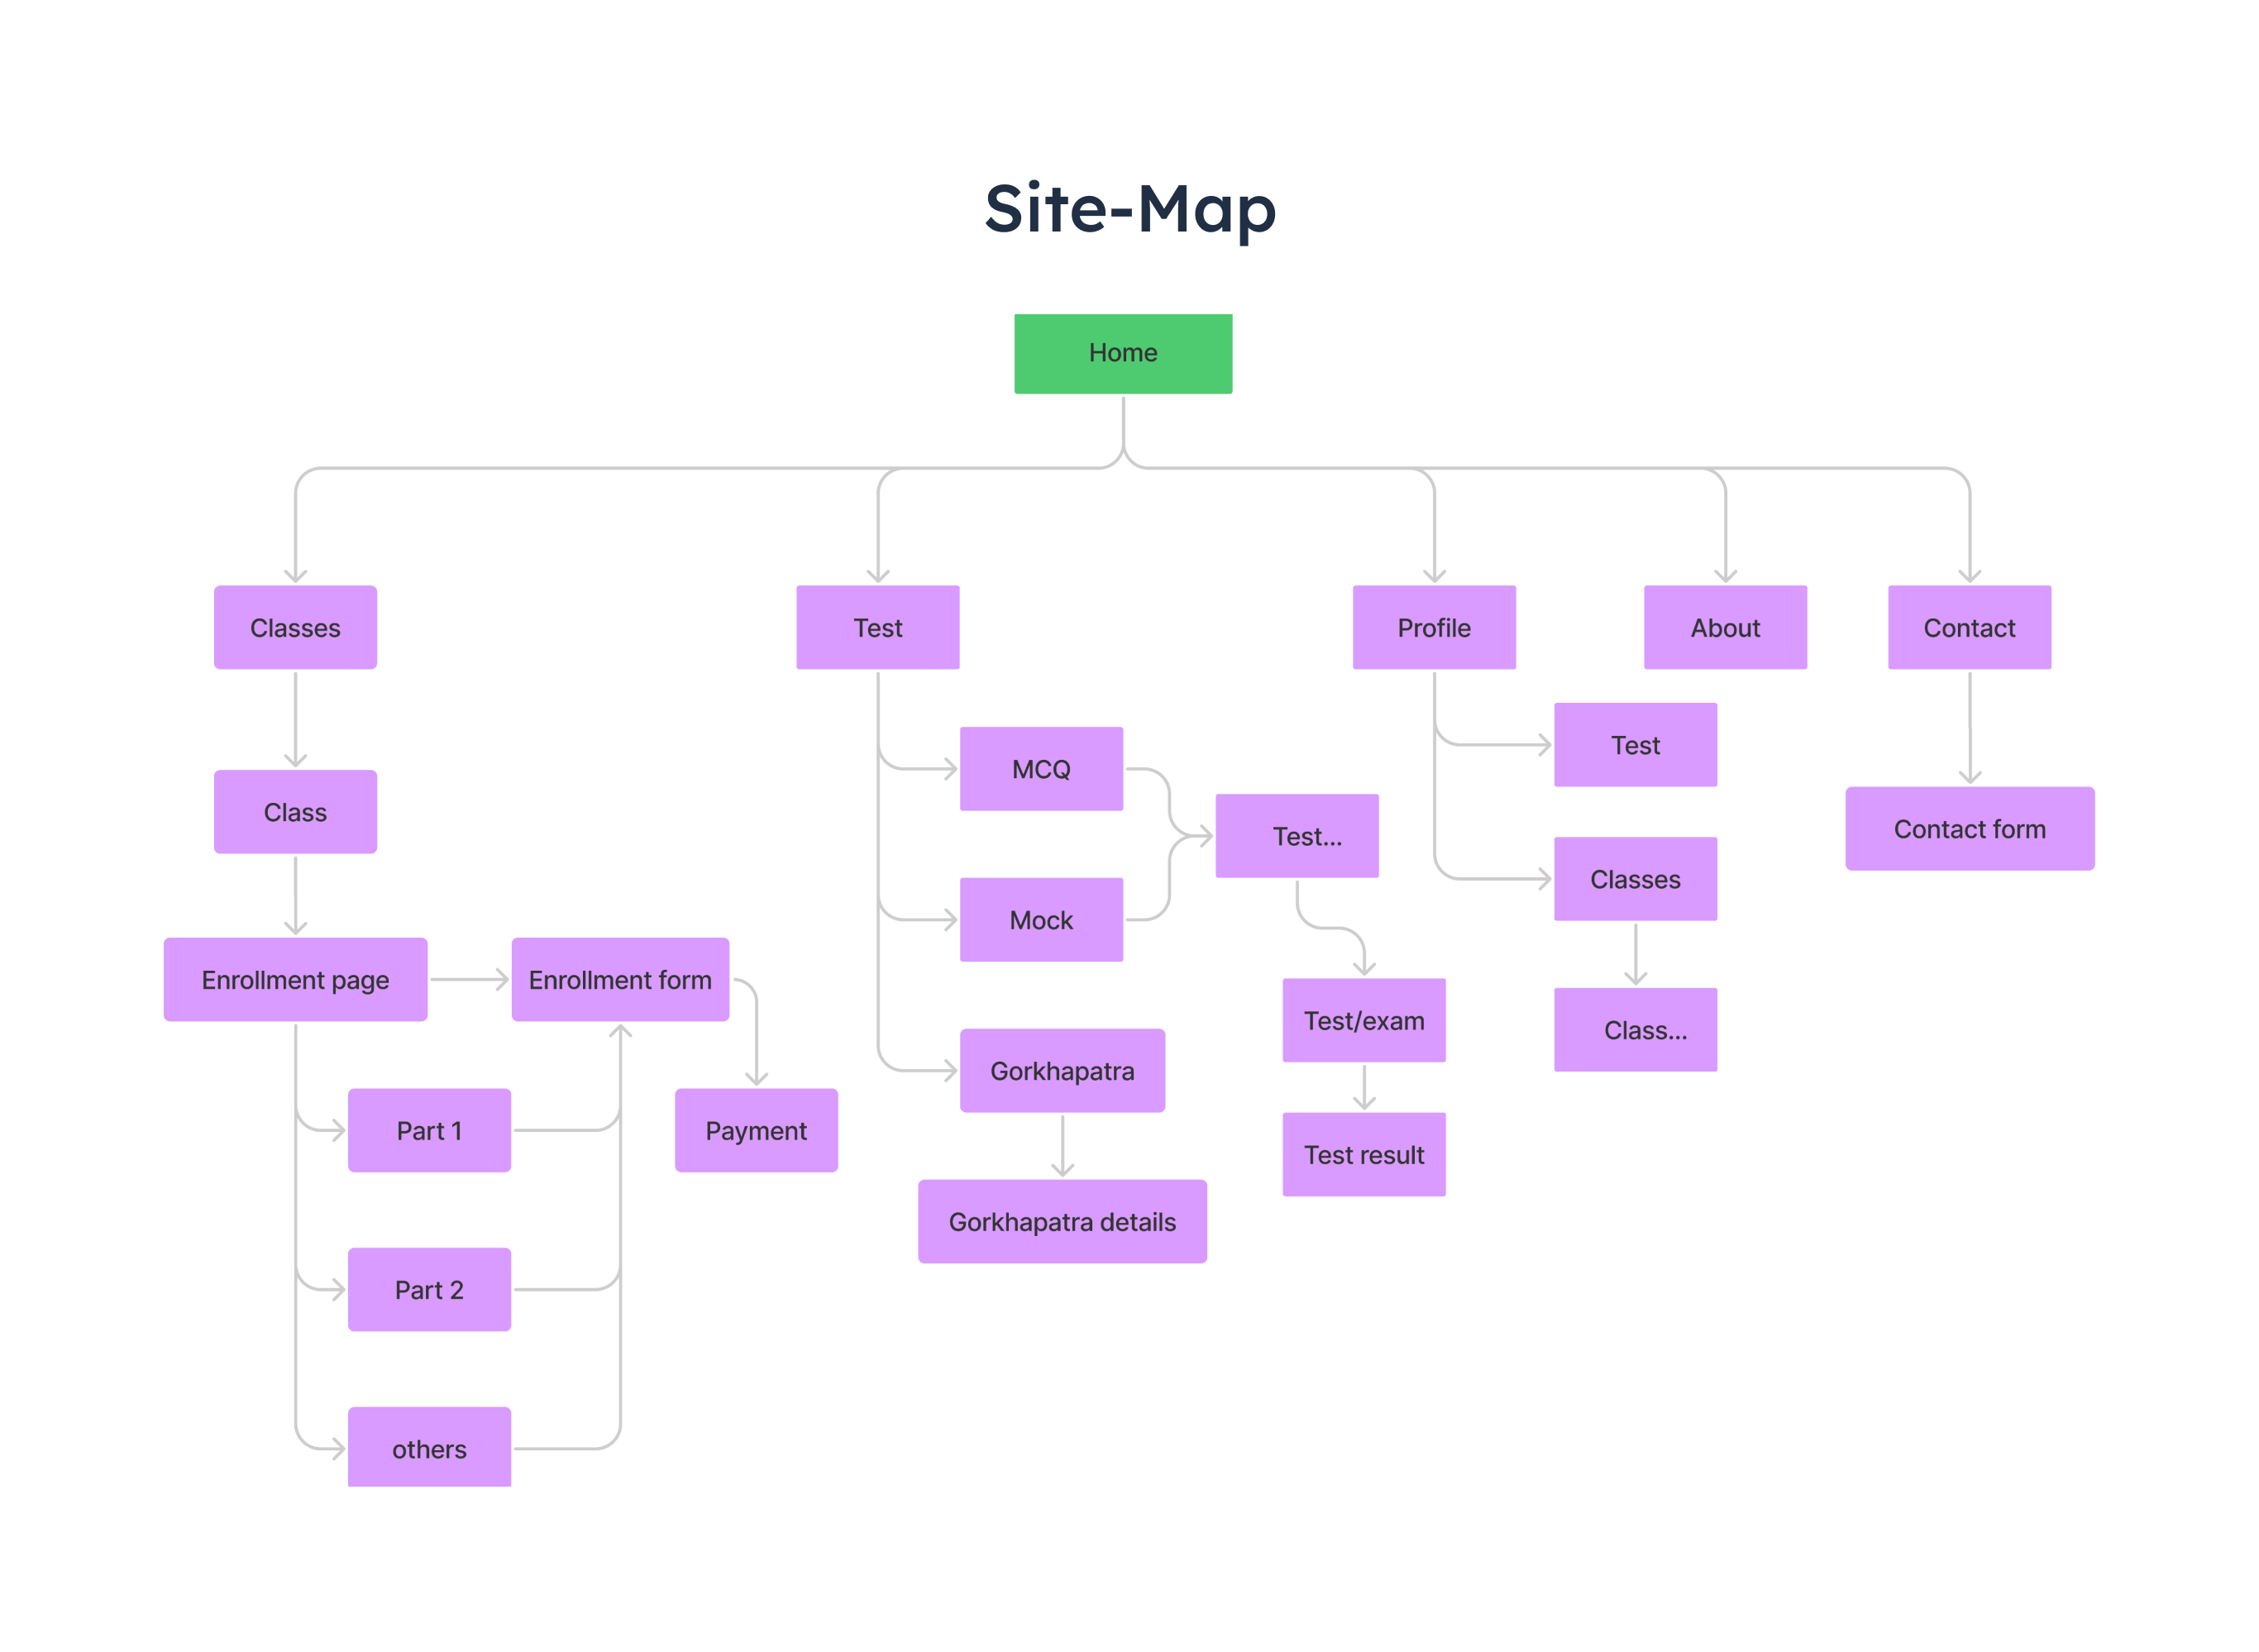 Site-Map
Home
Classes
Test
Profile
About
Contact
Class
Enrollment page
Enrollment form
Part 1
Part 2
others
Payment
MCQ
Mock
Gorkhapatra
Gorkhapatra details
Test...
Test/exam
Test result
Test
Classes
Class...
Contact form